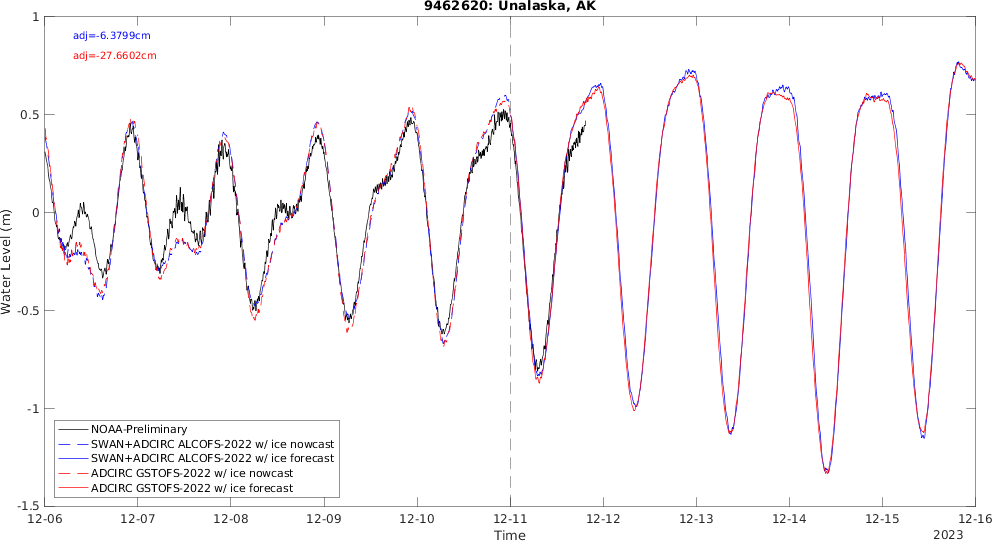 9462620: Unalaska, AK
adj=-6.3799cm
adj=-27.6602cm
1
0.5
0
-0.5
-1
-1.5
Water Level (m)
NOAA-Preliminary
SWAN+ADCIRC ALCOFS-2022 w/ ice nowcast
SWAN+ADCIRC ALCOFS-2022 w/ ice forecast
ADCIRC GSTOFS-2022 w/ ice nowcast
ADCIRC GSTOFS-2022 w/ ice forecast
12-06 12-07 12-08 12-09 12-10 12-11 12-12 12-13 12-14 12-15 12-16
Time
2023